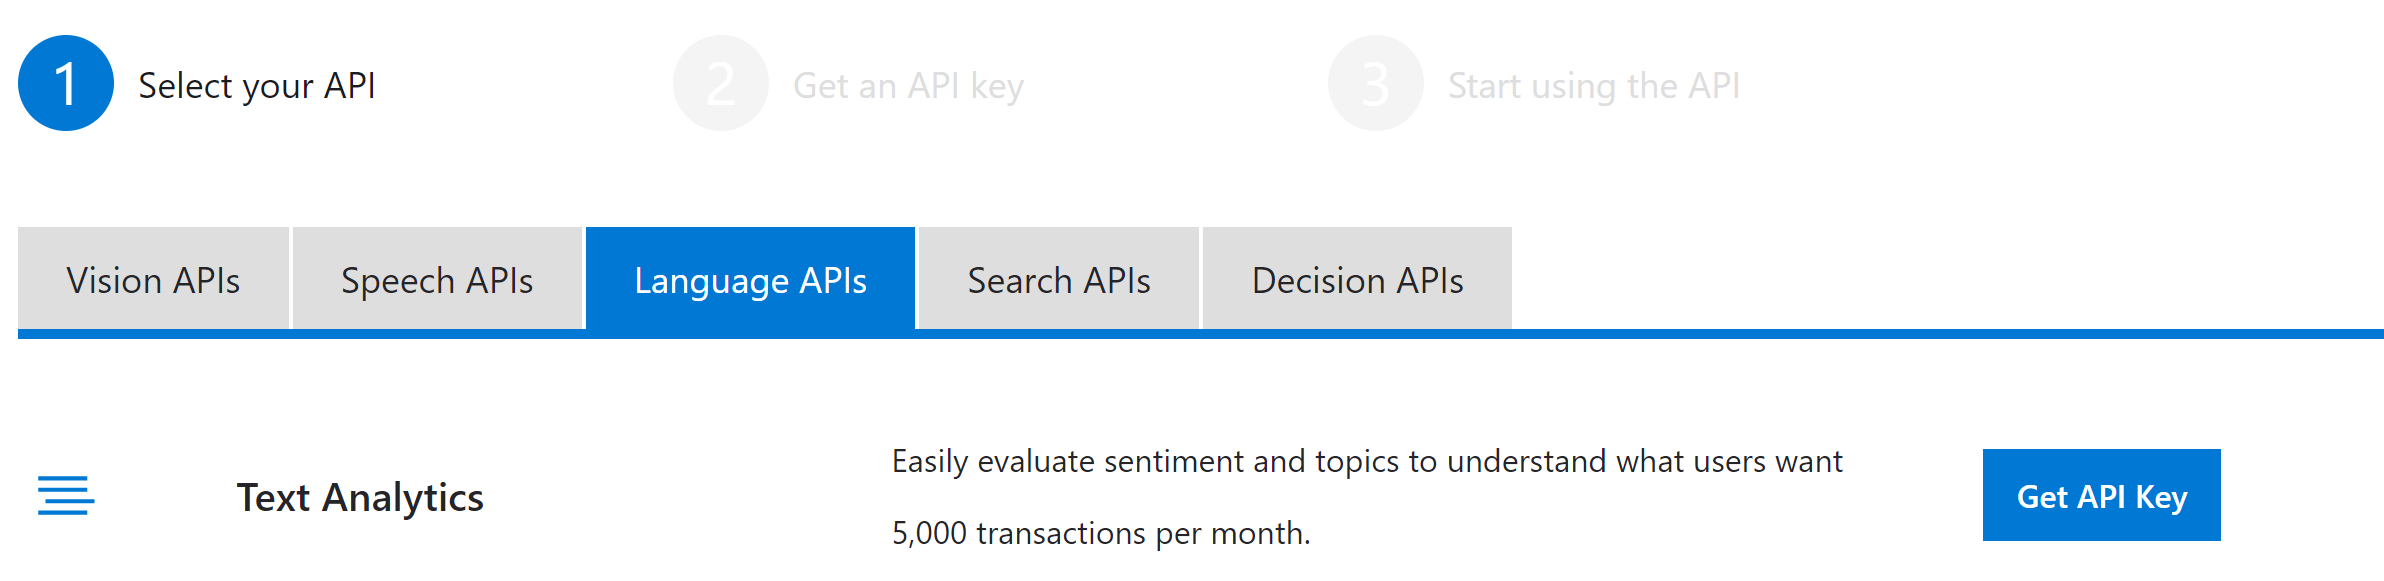 1 Select your API 2 Get an API key 3 Start using the API
Vision APIs Speech APIs Language APIs Search APIs Decision APIs
Text Analytics
Easily evaluate sentiment and topics to understand what users want
5,000 transactions per month.
Get API Key